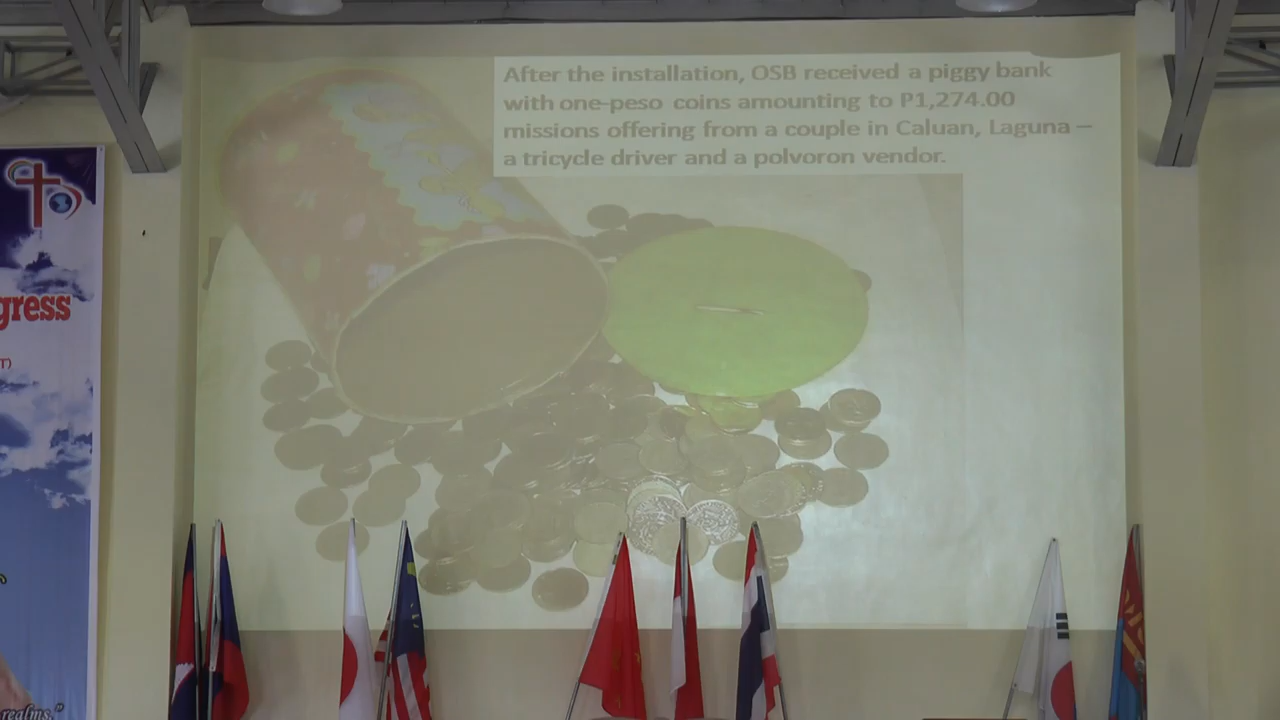 After the installation, OSB received a piggy bank
with one-peso coins amounting to P1,274.00
missions offering from a couple in Caluan, Laguna –
a tricycle driver and a polvoron vendor.
gress
T)
realms."